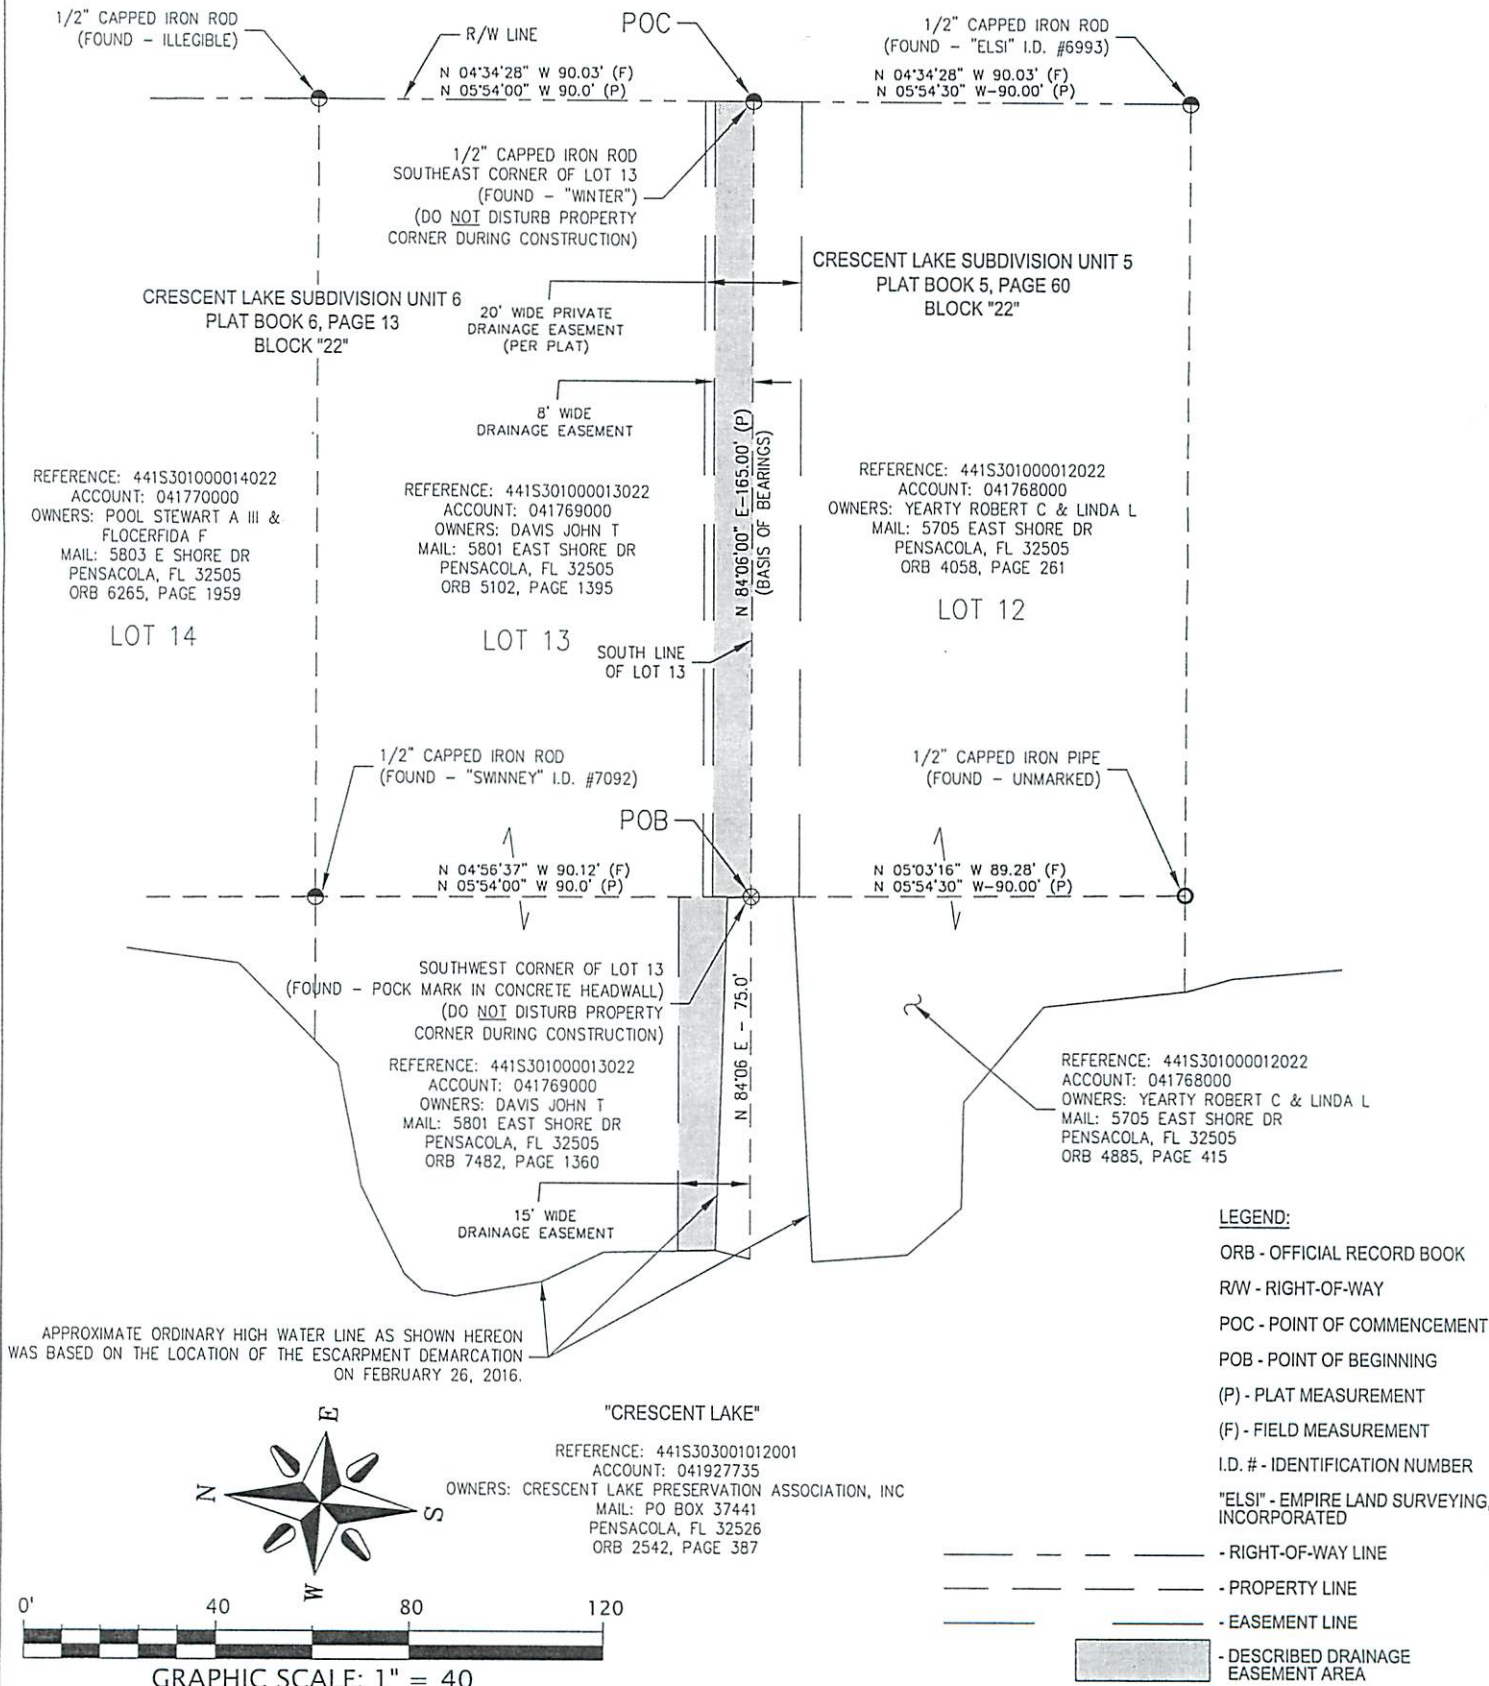 1/2" CAPPED IRON ROD
(FOUND - ILLEGIBLE)
R/W LINE
POC
1/2" CAPPED IRON ROD
(FOUND - "ELSI" I.D. #6993)
N 04°34'28" W 90.03' (F)
N 05°54'00" W 90.0' (P)
N 04°34'28" W 90.03' (F)
N 05°54'30" W-90.00' (P)
1/2" CAPPED IRON ROD
SOUTHEAST CORNER OF LOT 13
(FOUND - "WINTER")
(DO NOT DISTURB PROPERTY
CORNER DURING CONSTRUCTION)
CRESCENT LAKE SUBDIVISION UNIT 5
PLAT BOOK 5, PAGE 60
BLOCK "22"
CRESCENT LAKE SUBDIVISION UNIT 6
PLAT BOOK 6, PAGE 13
BLOCK "22"
20' WIDE PRIVATE
DRAINAGE EASEMENT
(PER PLAT)
8' WIDE
DRAINAGE EASEMENT
N 84°06'00" E-165.00' (P)
(BASIS OF BEARINGS)
REFERENCE: 441S301000014022
ACCOUNT: 041770000
OWNERS: POOL STEWART A III &
FLOCERFIDA F
MAIL: 5803 E SHORE DR
PENSACOLA, FL 32505
ORB 6265, PAGE 1959
LOT 14
REFERENCE: 441S301000013022
ACCOUNT: 041769000
OWNERS: DAVIS JOHN T
MAIL: 5801 EAST SHORE DR
PENSACOLA, FL 32505
ORB 5102, PAGE 1395
LOT 13
REFERENCE: 441S301000012022
ACCOUNT: 041768000
OWNERS: YEARTY ROBERT C & LINDA L
MAIL: 5705 EAST SHORE DR
PENSACOLA, FL 32505
ORB 4058, PAGE 261
LOT 12
SOUTH LINE
OF LOT 13
1/2" CAPPED IRON ROD
(FOUND - "SWINNEY" I.D. #7092)
1/2" CAPPED IRON PIPE
(FOUND - UNMARKED)
POB
N 04°56'37" W 90.12' (F)
N 05°54'00" W 90.0' (P)
N 05°03'16" W 89.28' (F)
N 05°54'30" W-90.00' (P)
SOUTHWEST CORNER OF LOT 13
(FOUND - POCK MARK IN CONCRETE HEADWALL)
(DO NOT DISTURB PROPERTY
CORNER DURING CONSTRUCTION)
N 84°06 E - 75.0'
REFERENCE: 441S301000013022
ACCOUNT: 041769000
OWNERS: DAVIS JOHN T
MAIL: 5801 EAST SHORE DR
PENSACOLA, FL 32505
ORB 7482, PAGE 1360
REFERENCE: 441S301000012022
ACCOUNT: 041768000
OWNERS: YEARTY ROBERT C & LINDA L
MAIL: 5705 EAST SHORE DR
PENSACOLA, FL 32505
ORB 4885, PAGE 415
15' WIDE
DRAINAGE EASEMENT
APPROXIMATE ORDINARY HIGH WATER LINE AS SHOWN HEREON
WAS BASED ON THE LOCATION OF THE ESCARPMENT DEMARCATION
ON FEBRUARY 26, 2016.
"CRESCENT LAKE"
REFERENCE: 441S303001012001
ACCOUNT: 041927735
OWNERS: CRESCENT LAKE PRESERVATION ASSOCIATION, INC
MAIL: PO BOX 37441
PENSACOLA, FL 32526
ORB 2542, PAGE 387
E
N
S
W
0' 40 80 120
GRAPHIC SCALE: 1" = 40
LEGEND:
ORB - OFFICIAL RECORD BOOK
R/W - RIGHT-OF-WAY
POC - POINT OF COMMENCEMENT
POB - POINT OF BEGINNING
(P) - PLAT MEASUREMENT
(F) - FIELD MEASUREMENT
I.D. # - IDENTIFICATION NUMBER
"ELSI" - EMPIRE LAND SURVEYING,
INCORPORATED
- RIGHT-OF-WAY LINE
- PROPERTY LINE
- EASEMENT LINE
- DESCRIBED DRAINAGE
EASEMENT AREA